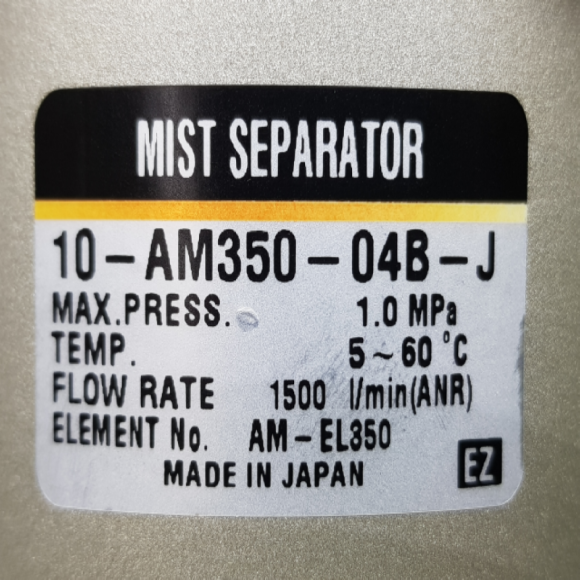 MIST SEPARATOR
10-AM350-04B-J
MAX.PRESS. 1.0 MPa
TEMP. 5~60 °C
FLOW RATE 1500 l/min(ANR)
ELEMENT No. AM-EL350
MADE IN JAPAN
EZ